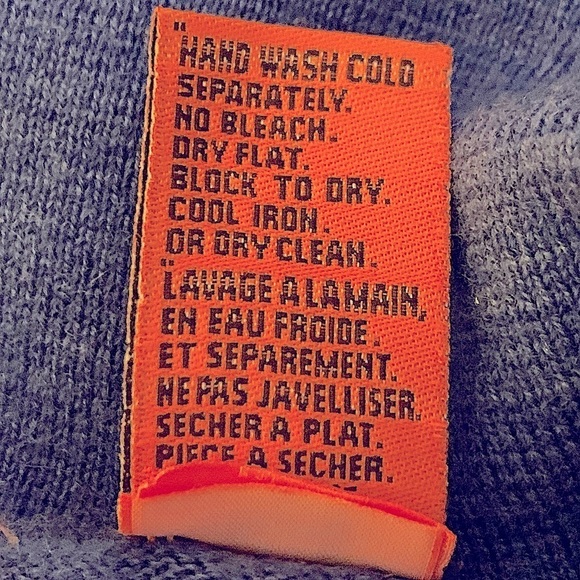 "HAND WASH COLD
SEPARATELY.
NO BLEACH.
DRY FLAT.
BLOCK TO DRY.
COOL IRON.
OR DRY CLEAN.
"LAVAGE A LA MAIN,
EN EAU FROIDE.
ET SEPAREMENT.
NE PAS JAVELLISER.
SECHER A PLAT.
PIECE A SECHER.